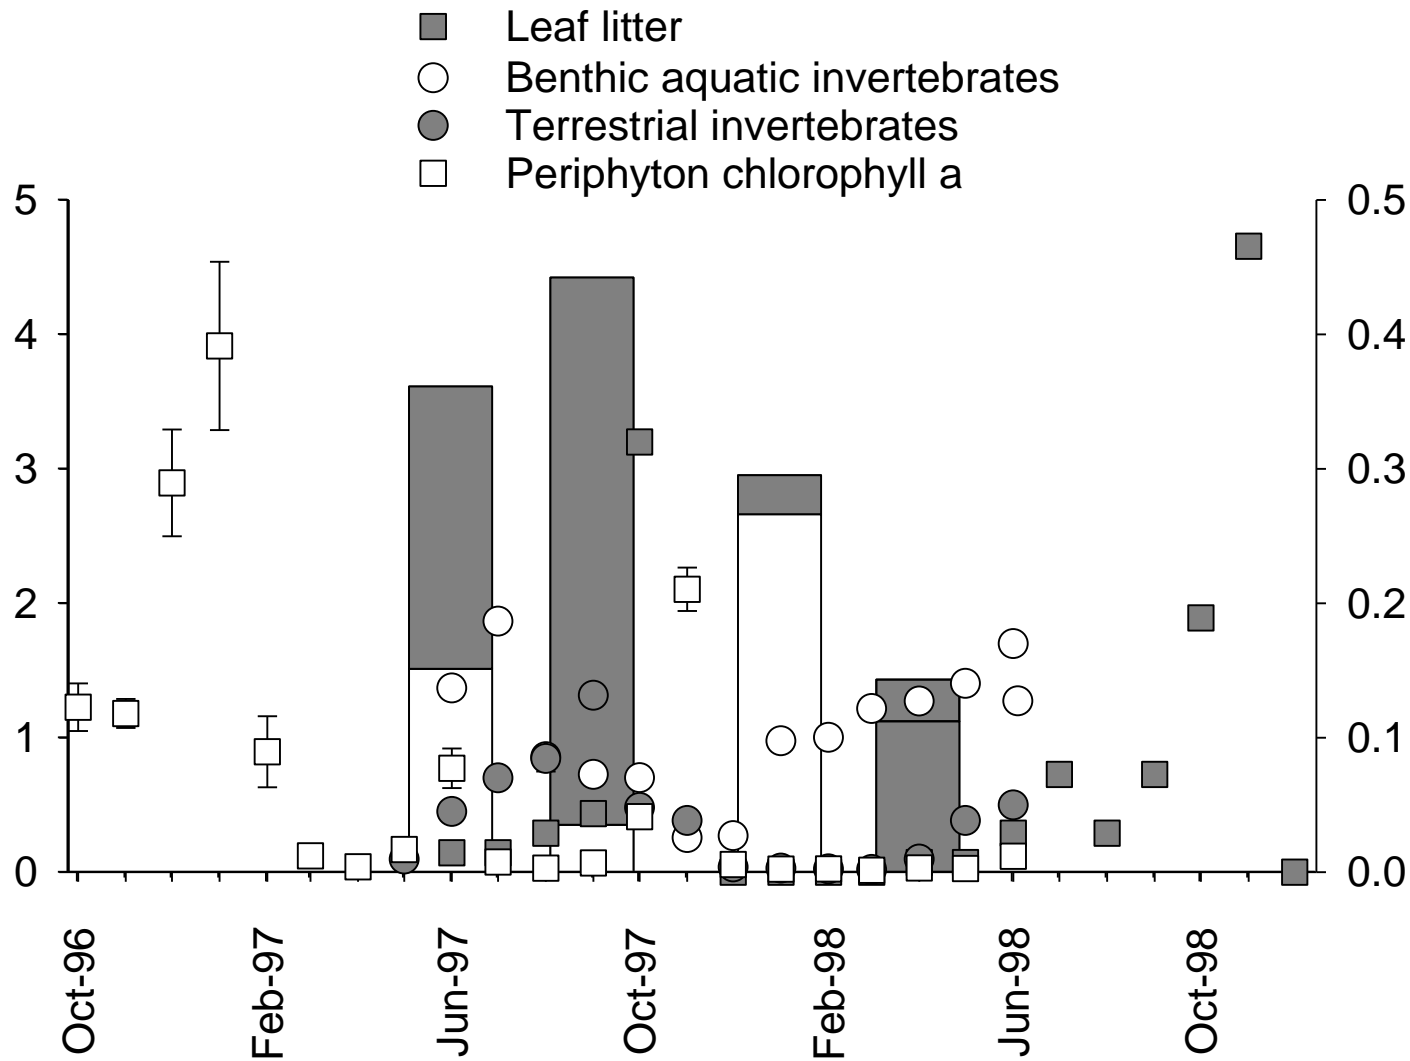 Leaf litter
Benthic aquatic invertebrates
Terrestrial invertebrates
Periphyton chlorophyll a
5
4
3
2
1
0
0.5
0.4
0.3
0.2
0.1
0.0
Oct-96
Feb-97
Jun-97
Oct-97
Feb-98
Jun-98
Oct-98